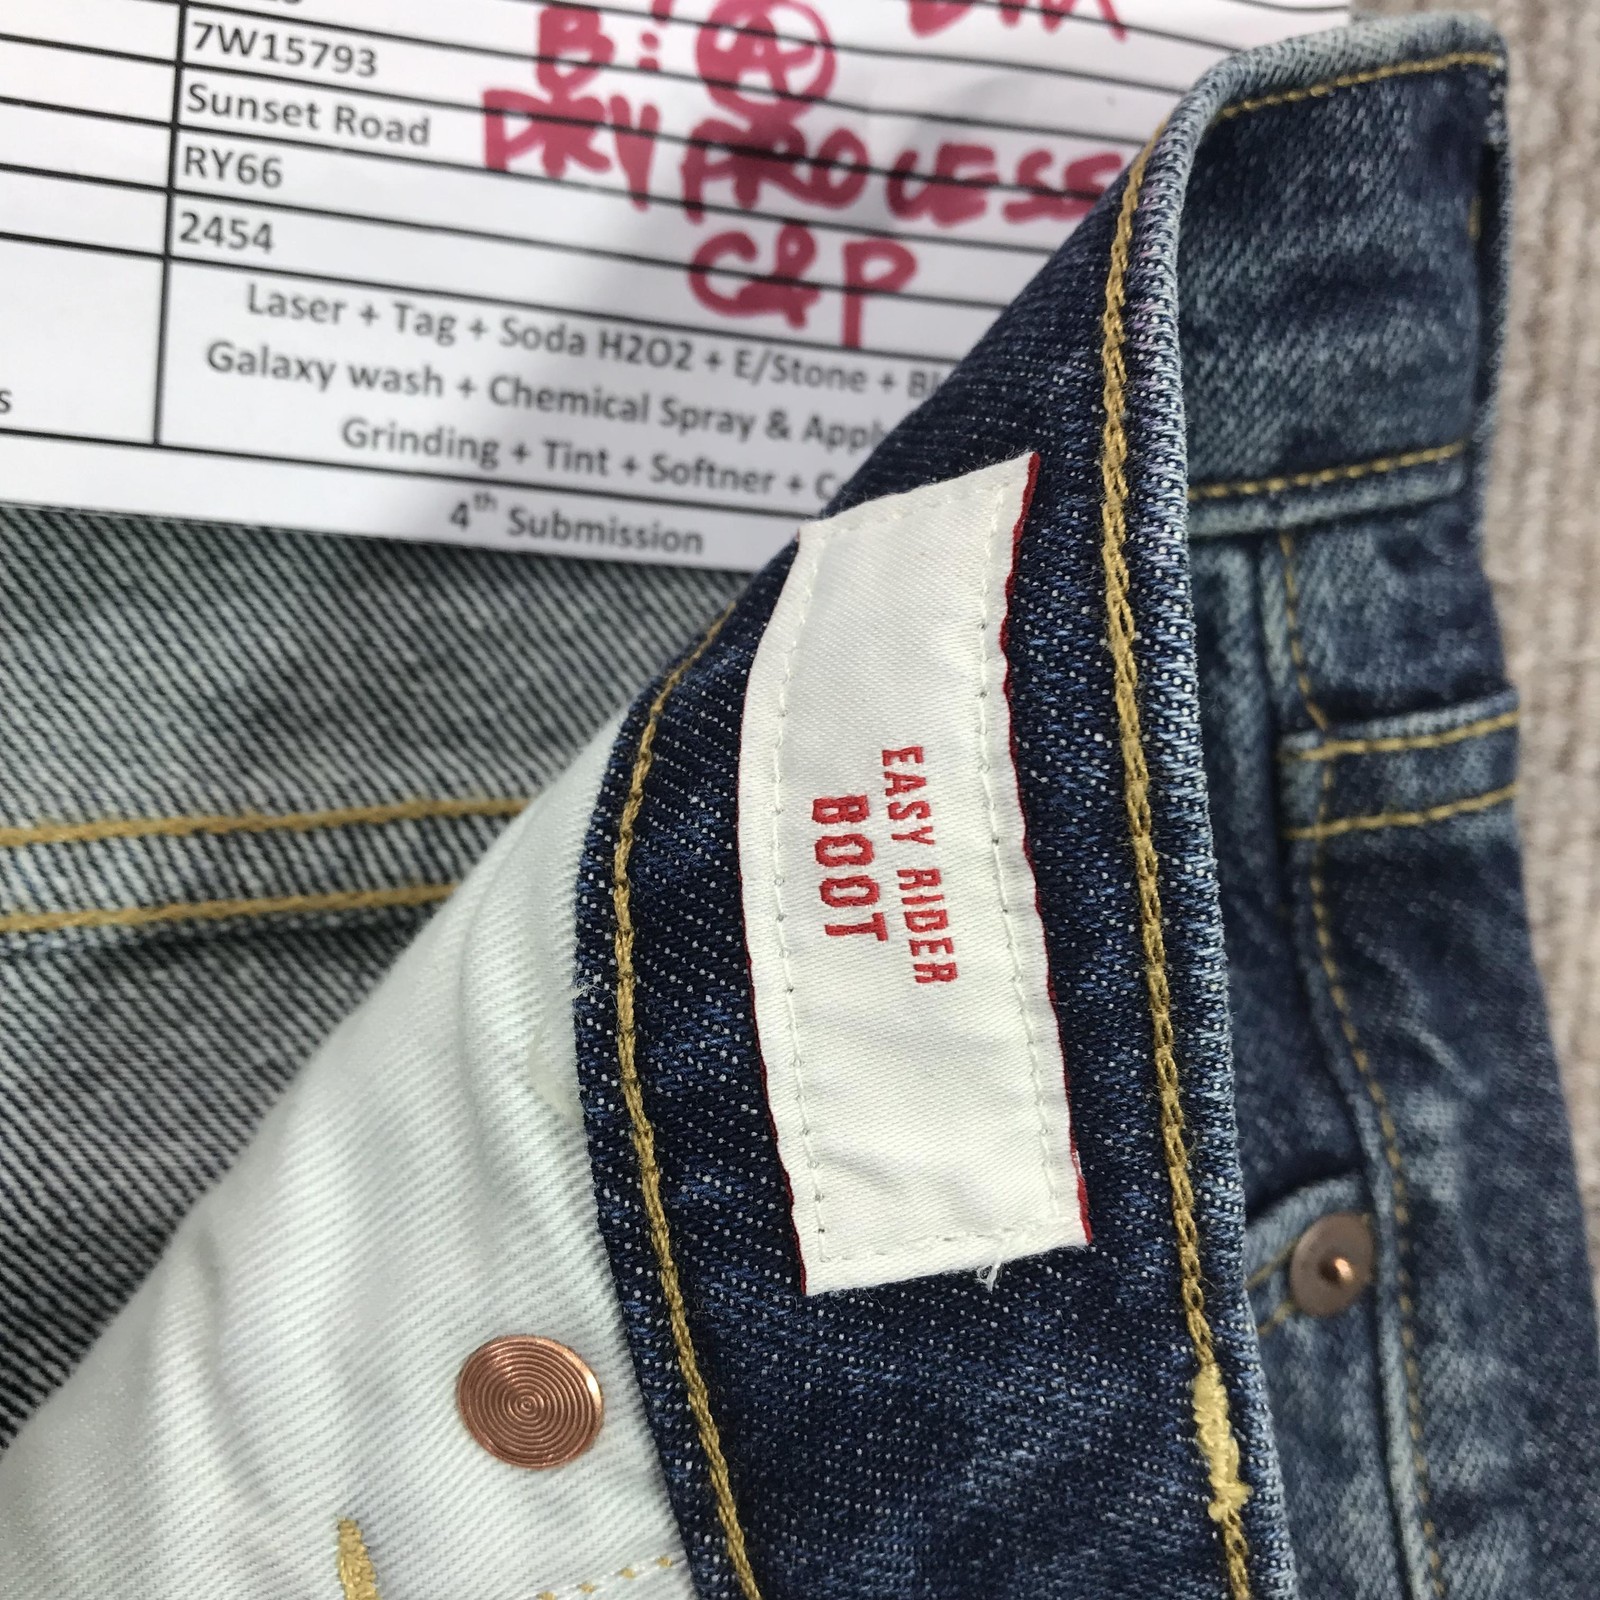 7W15793
Sunset Road
RY66
2454
Laser + Tag + Soda H2O2 + E/Stone +
Galaxy wash + Chemical Spray &
Grinding + Tint + Softner +
4th Submission
B: A
DRY PROCESS
C&P
EASY RIDER
BOOT